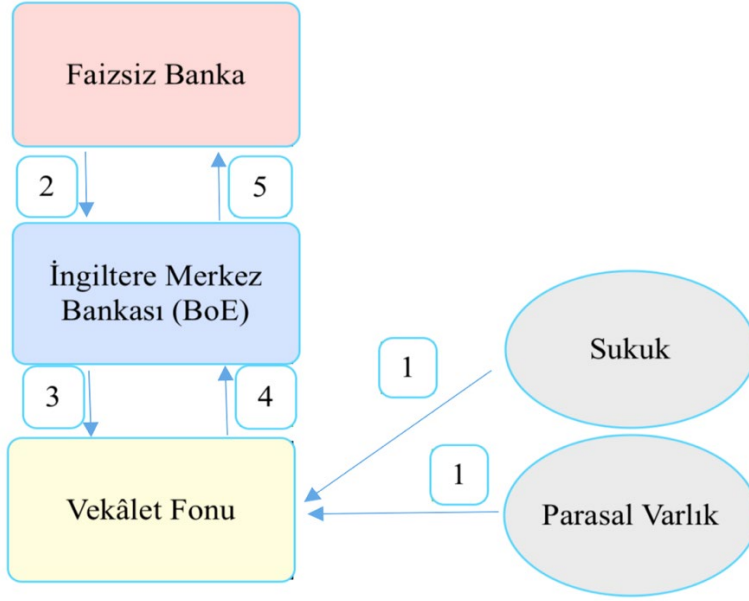 Faizsiz Banka
2
5
İngiltere Merkez
Bankası (BoE)
3
4
1
Sukuk
Vekâlet Fonu
1
Parasal Varlık